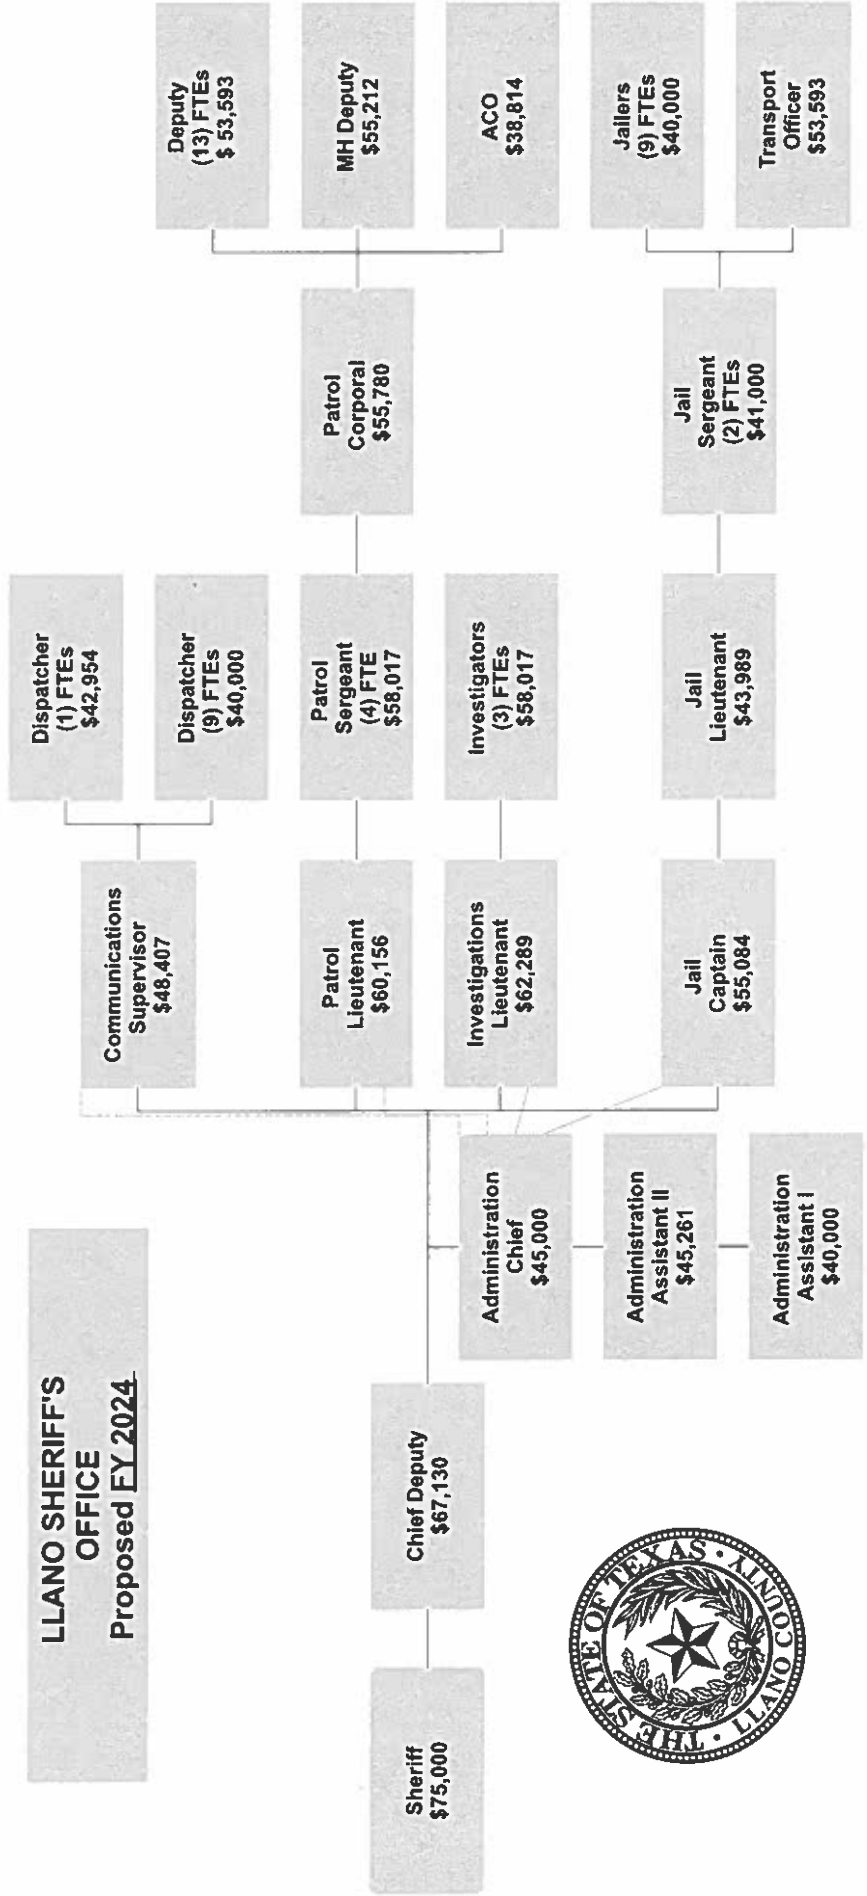 LLANO SHERIFF'S
OFFICE
Proposed FY 2024
Sheriff
$75,000
Chief Deputy
$67,130
Administration
Chief
$45,000
Administration
Assistant II
$45,261
Administration
Assistant I
$40,000
Communications
Supervisor
$48,407
Dispatcher
(1) FTEs
$42,954
Dispatcher
(9) FTEs
$40,000
Patrol
Lieutenant
$60,156
Patrol
Sergeant
(4) FTE
$58,017
Patrol
Corporal
$55,780
Deputy
(13) FTEs
$ 53,593
MH Deputy
$55,212
ACO
$38,814
Investigations
Lieutenant
$62,289
Investigators
(3) FTEs
$58,017
Jail
Captain
$55,084
Jail
Lieutenant
$43,989
Jail
Sergeant
(2) FTEs
$41,000
Jailers
(9) FTEs
$40,000
Transport
Officer
$53,593
THE STATE OF TEXAS · LLANO COUNTY ·